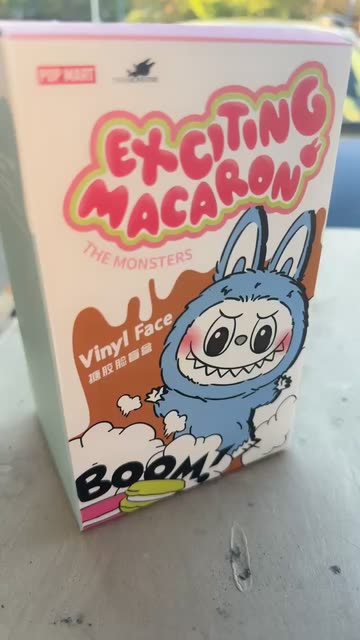 POP MART
EXCITING
MACARON
THE MONSTERS
Vinyl Face
搪胶脸盲盒
BOOM!